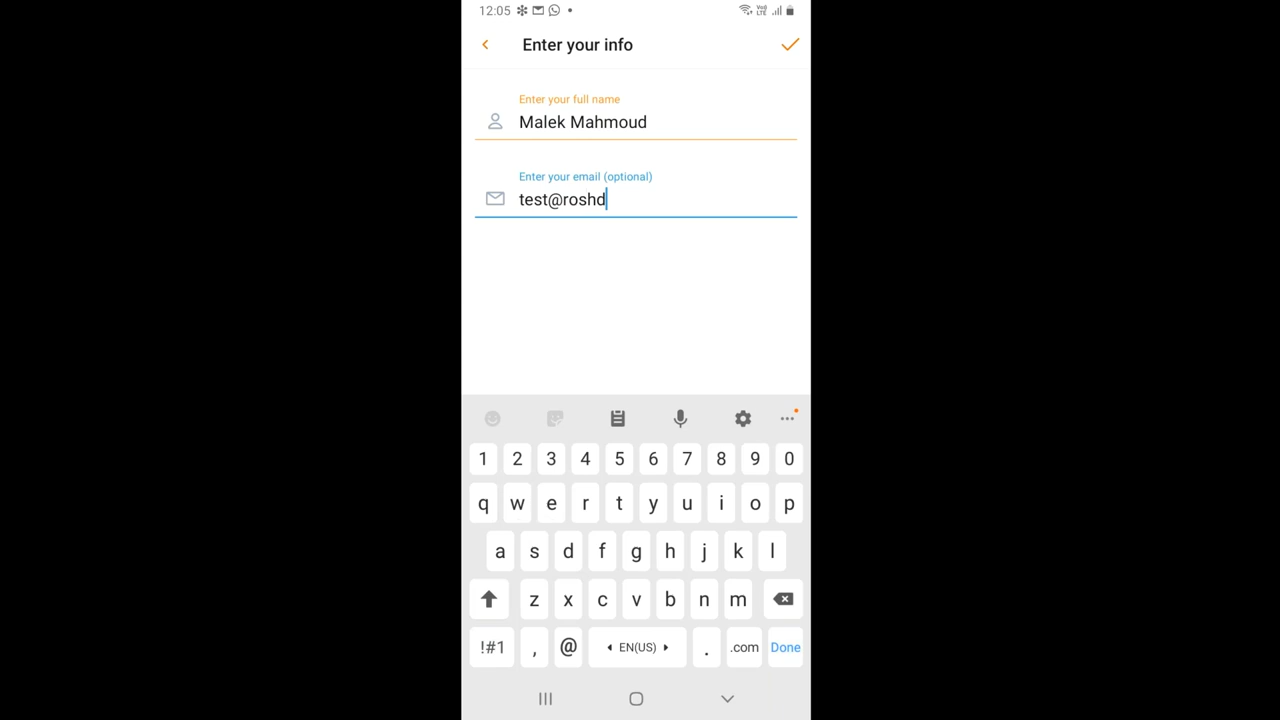 12:05
Enter your info
Enter your full name
Malek Mahmoud
Enter your email (optional)
test@roshd
1 2 3 4 5 6 7 8 9 0
q w e r t y u i o p
a s d f g h j k l
z x c v b n m
!#1 , @ EN(US) . .com Done